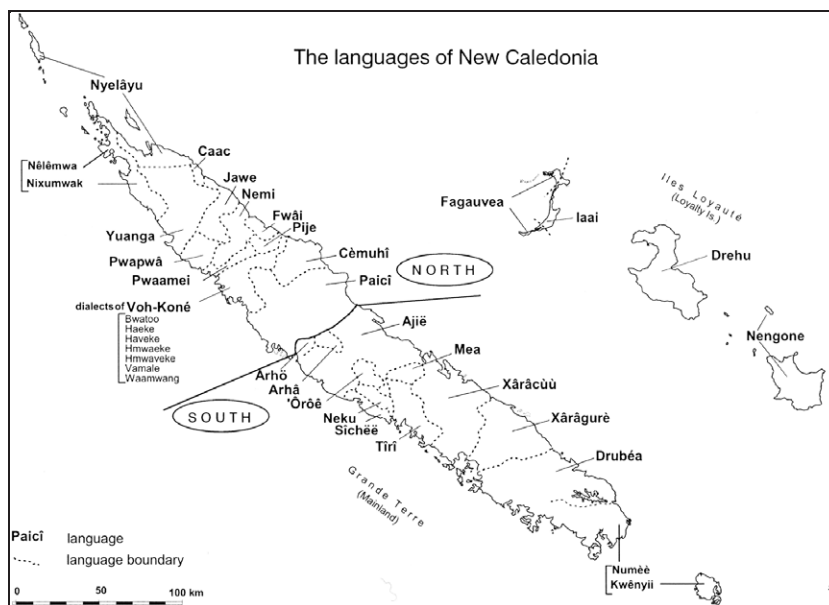 The languages of New Caledonia
Nyelâyu
Caac
Nêlêmwa
Nixumwak
Jawe
Nemi
Fwâi
Pije
Yuanga
Pwapwâ
Pwaamei
Cèmuhî
Paicî
NORTH
dialects of Voh-Koné
Bwatoo
Haeke
Haveke
Hmwaeke
Hmwaveke
Vamale
Waamwang
Fagauvea
Iaai
Iles Loyauté
(Loyalty Is.)
Drehu
Nengone
Ajië
Mea
Arhö
Arhâ
'Ôrôê
SOUTH
Neku
Sîchëë
Tîrî
Xârâcùù
Xârâgurè
Drubéa
Grande Terre
(Mainland)
Numèè
Kwênyii
Paicî language
language boundary
0 50 100 km